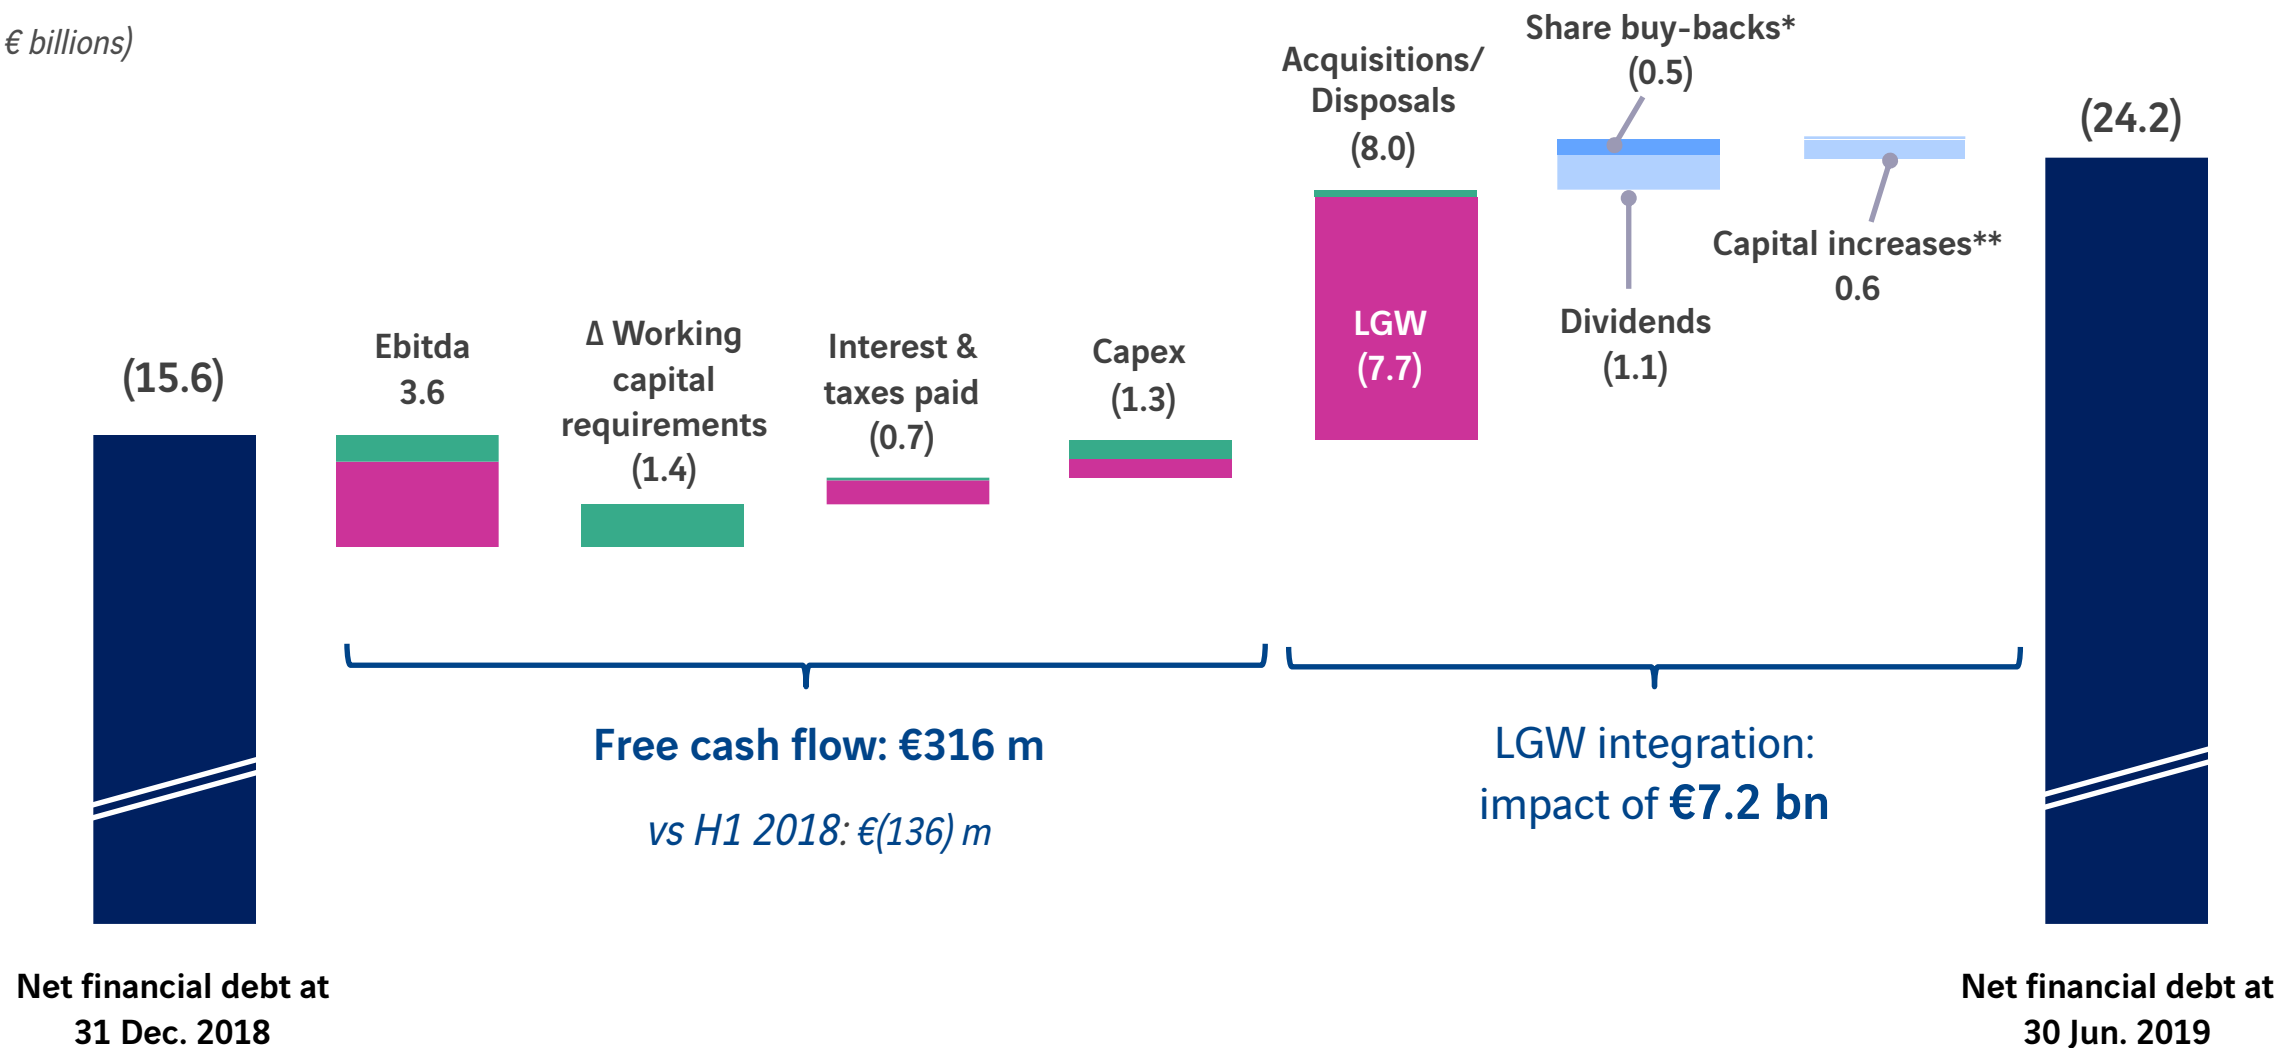 € billions)
(15.6)
Ebitda
3.6
Δ Working
capital
requirements
(1.4)
Interest &
taxes paid
(0.7)
Capex
(1.3)
Acquisitions/
Disposals
(8.0)
LGW
(7.7)
Share buy-backs*
(0.5)
Dividends
(1.1)
Capital increases**
0.6
(24.2)
Free cash flow: €316 m
vs H1 2018: €(136) m
LGW integration:
impact of €7.2 bn
Net financial debt at
31 Dec. 2018
Net financial debt at
30 Jun. 2019